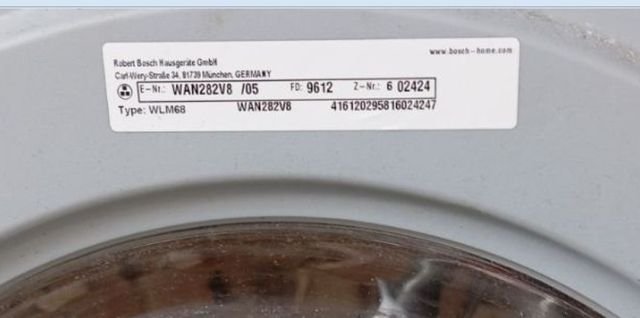 www.bosch-home.com
Robert Bosch Hausgeräte GmbH
Carl-Wery-Straße 34, 81739 München, GERMANY
E-Nr.: WAN282V8 /05 FD: 9612 Z-Nr.: 6 02424
Type: WLM68 WAN282V8 416120295816024247